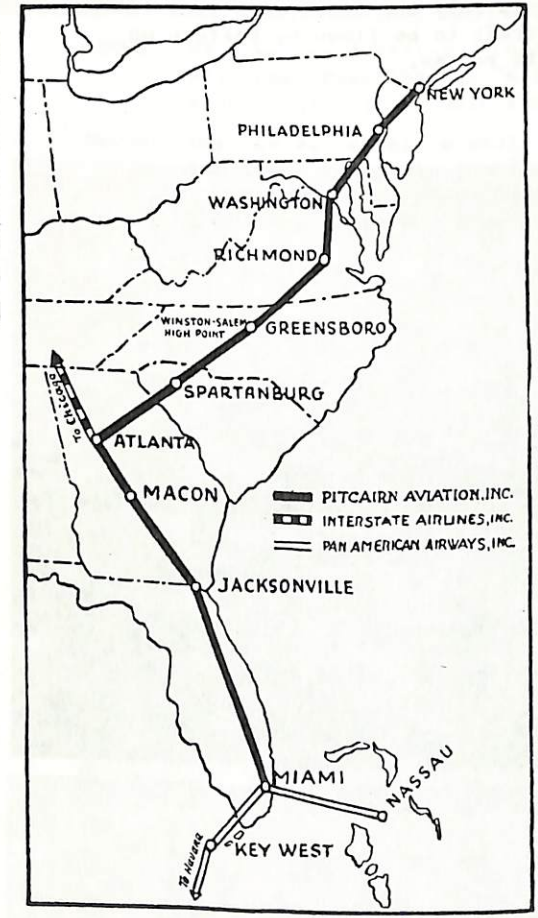 NEW YORK
PHILADELPHIA
WASHINGTON
RICHMOND
WINSTON-SALEM
HIGH POINT
GREENSBORO
SPARTANBURG
To Chicago
ATLANTA
MACON
PITCAIRN AVIATION, INC.
INTERSTATE AIRLINES, INC.
PAN AMERICAN AIRWAYS, INC.
JACKSONVILLE
MIAMI
NASSAU
KEY WEST
To HAVANA